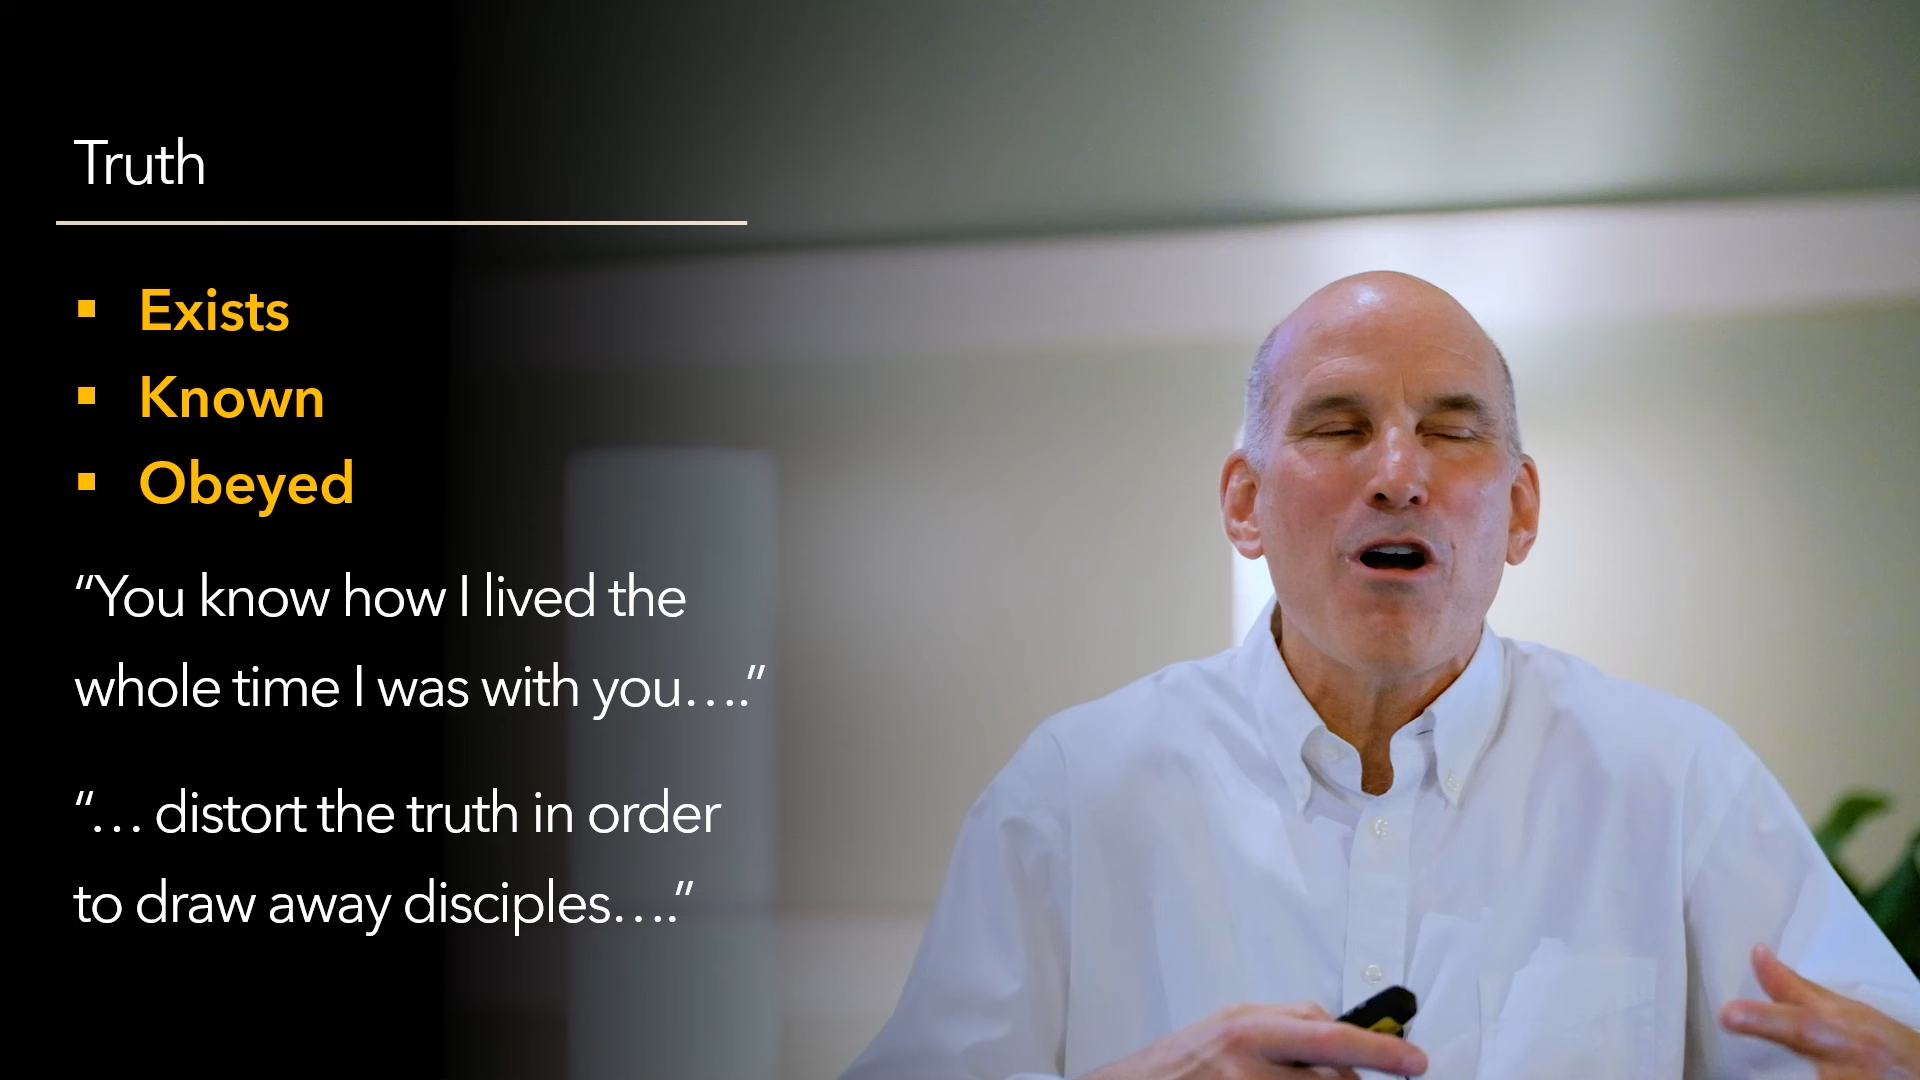 Truth
▪ Exists
▪ Known
▪ Obeyed
“You know how I lived the
whole time I was with you….”
“… distort the truth in order
to draw away disciples….”